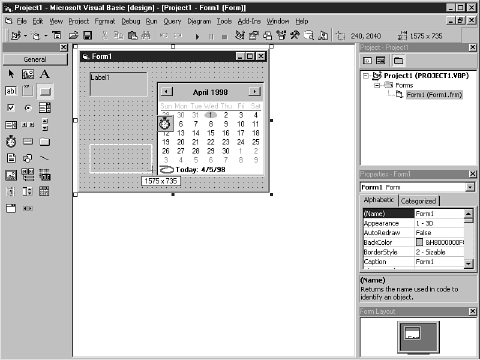 Project1 - Microsoft Visual Basic [design] - [Project1 - Form1 (Form)]
File Edit View Project Format Debug Run Query Diagram Tools Add-Ins Window Help
240, 2040
1575 x 735
General
A
abl
Form1
Label1
April 1998
Sun Mon Tue Wed Thu Fri Sat
29 30 31 1 2 3 4
6 7 8 9 10 11
12 13 14 15 16 17 18
19 20 21 22 23 24 25
26 27 28 29 30 1 2
3 4 5 6 7 8 9
Today: 4/5/98
1575 x 735
Project - Project1
Project1 (PROJECT1.VBP)
Forms
Form1 (Form1.frm)
Properties - Form1
Form1 Form
Alphabetic Categorized
(Name) Form1
Appearance 1 - 3D
AutoRedraw False
BackColor &H8000000F&
BorderStyle 2 - Sizable
Caption Form1
(Name)
Returns the name used in code to
identify an object.
Form Layout